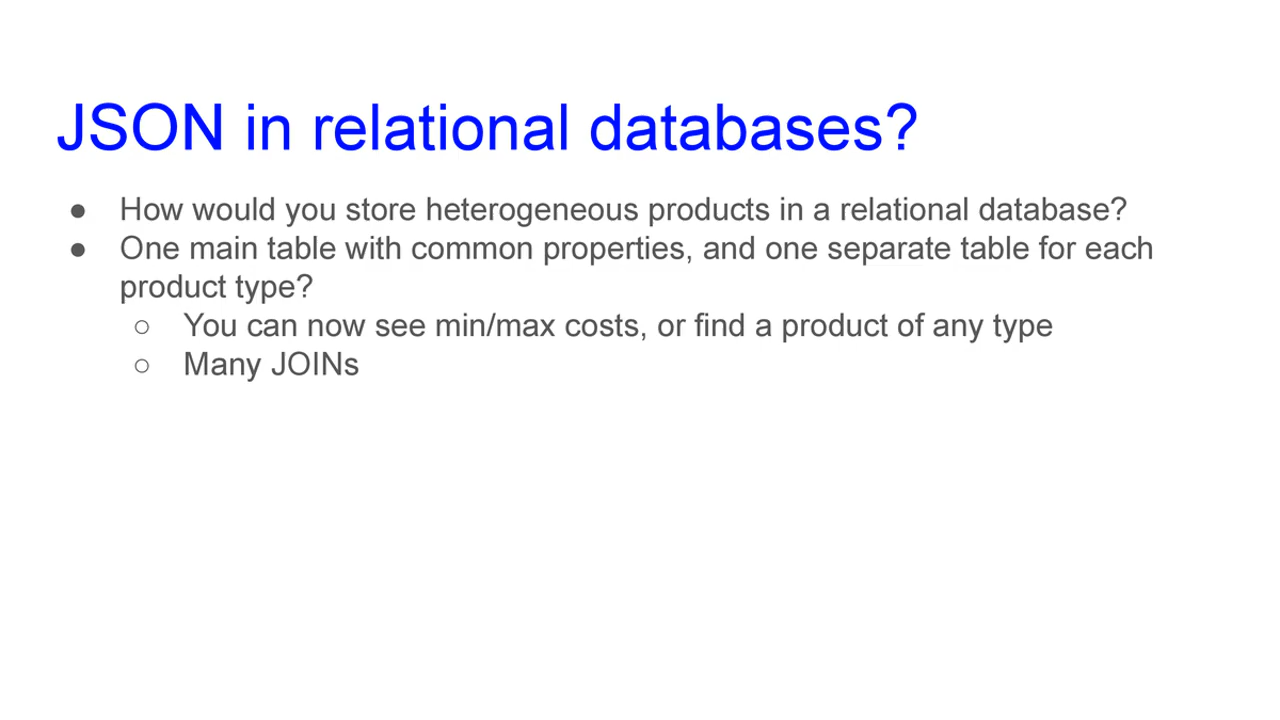 JSON in relational databases?
● How would you store heterogeneous products in a relational database?
● One main table with common properties, and one separate table for each
product type?
○ You can now see min/max costs, or find a product of any type
○ Many JOINs